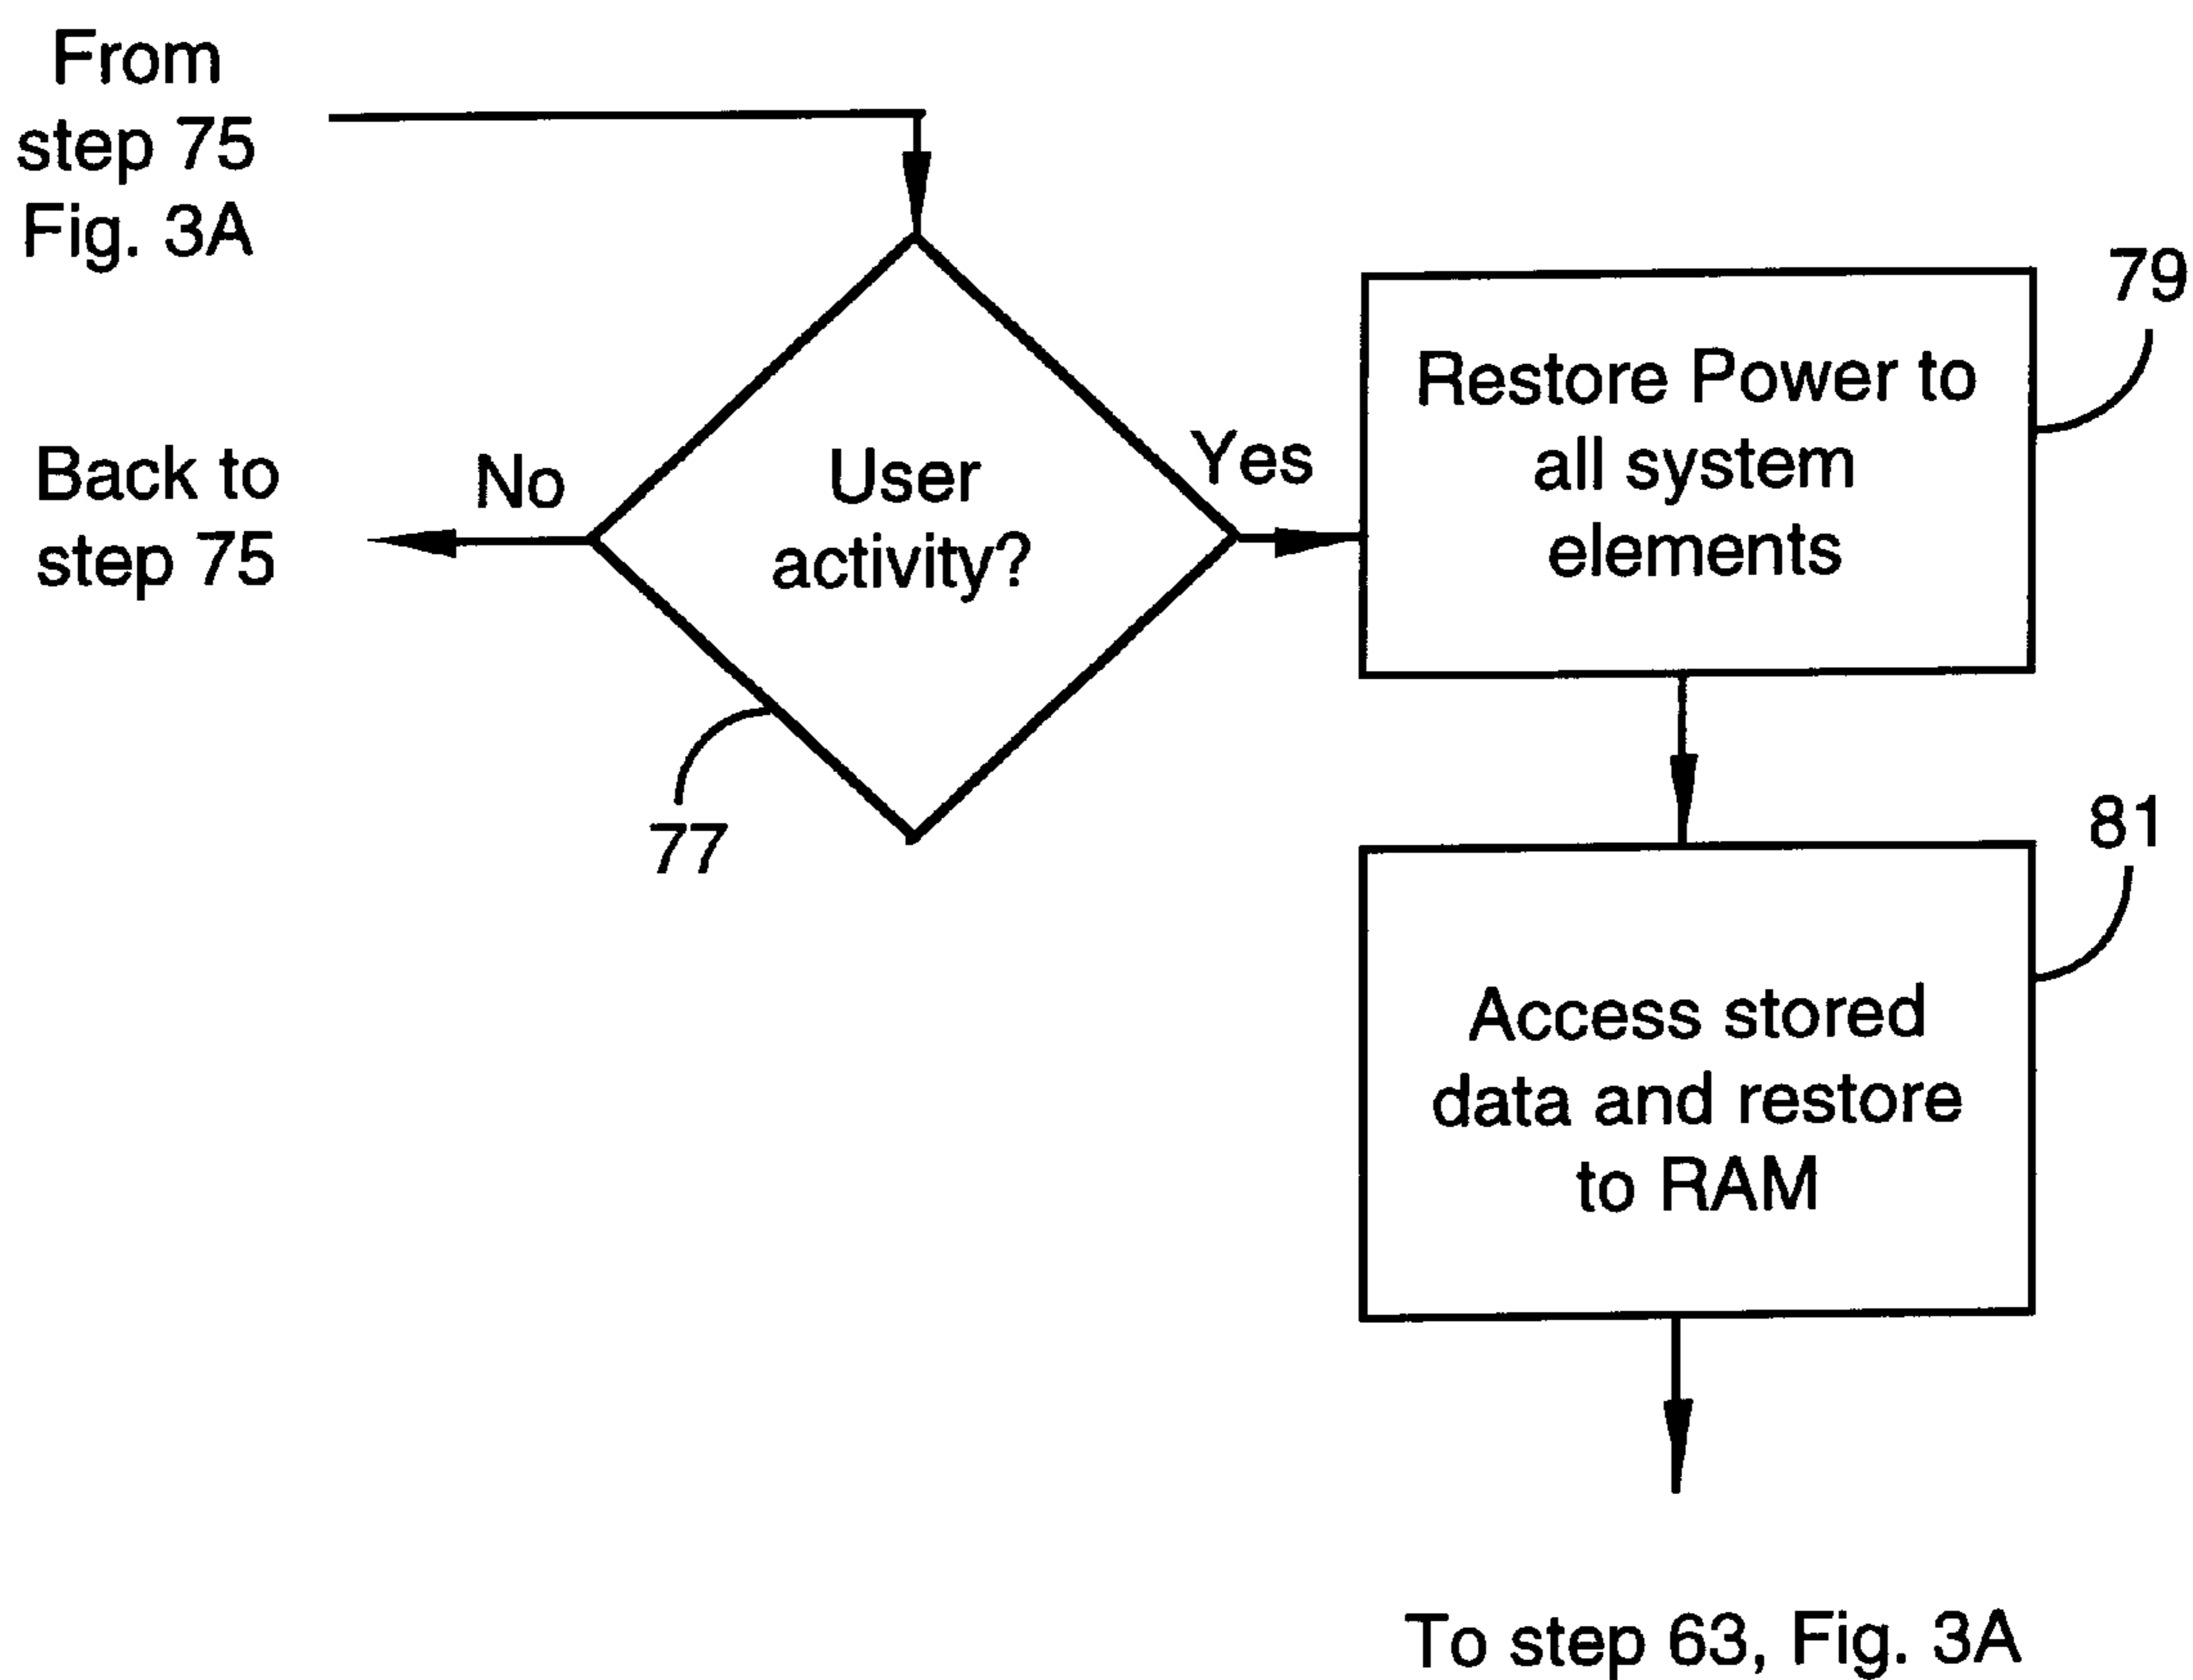 From
step 75
Fig. 3A
Back to
step 75
No
User
activity?
Yes
77
Restore Power to
all system
elements
79
Access stored
data and restore
to RAM
81
To step 63, Fig. 3A